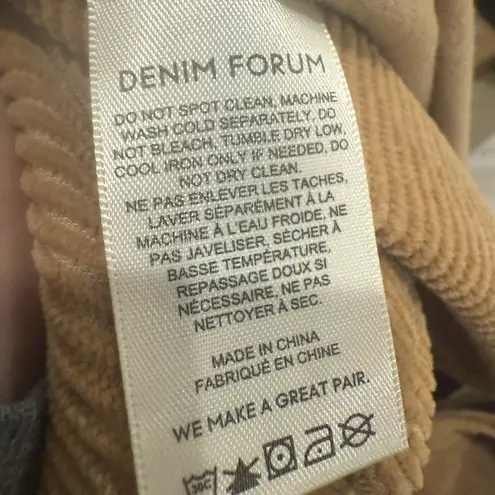 DENIM FORUM
DO NOT SPOT CLEAN, MACHINE
WASH COLD SEPARATELY, DO
NOT BLEACH, TUMBLE DRY LOW,
COOL IRON ONLY IF NEEDED, DO
NOT DRY CLEAN.
NE PAS ENLEVER LES TACHES,
LAVER SÉPARÉMENT À LA
MACHINE À L'EAU FROIDE, NE
PAS JAVELISER, SÉCHER À
BASSE TEMPÉRATURE,
REPASSAGE DOUX SI
NÉCESSAIRE, NE PAS
NETTOYER À SEC.
MADE IN CHINA
FABRIQUÉ EN CHINE
WE MAKE A GREAT PAIR.
30C